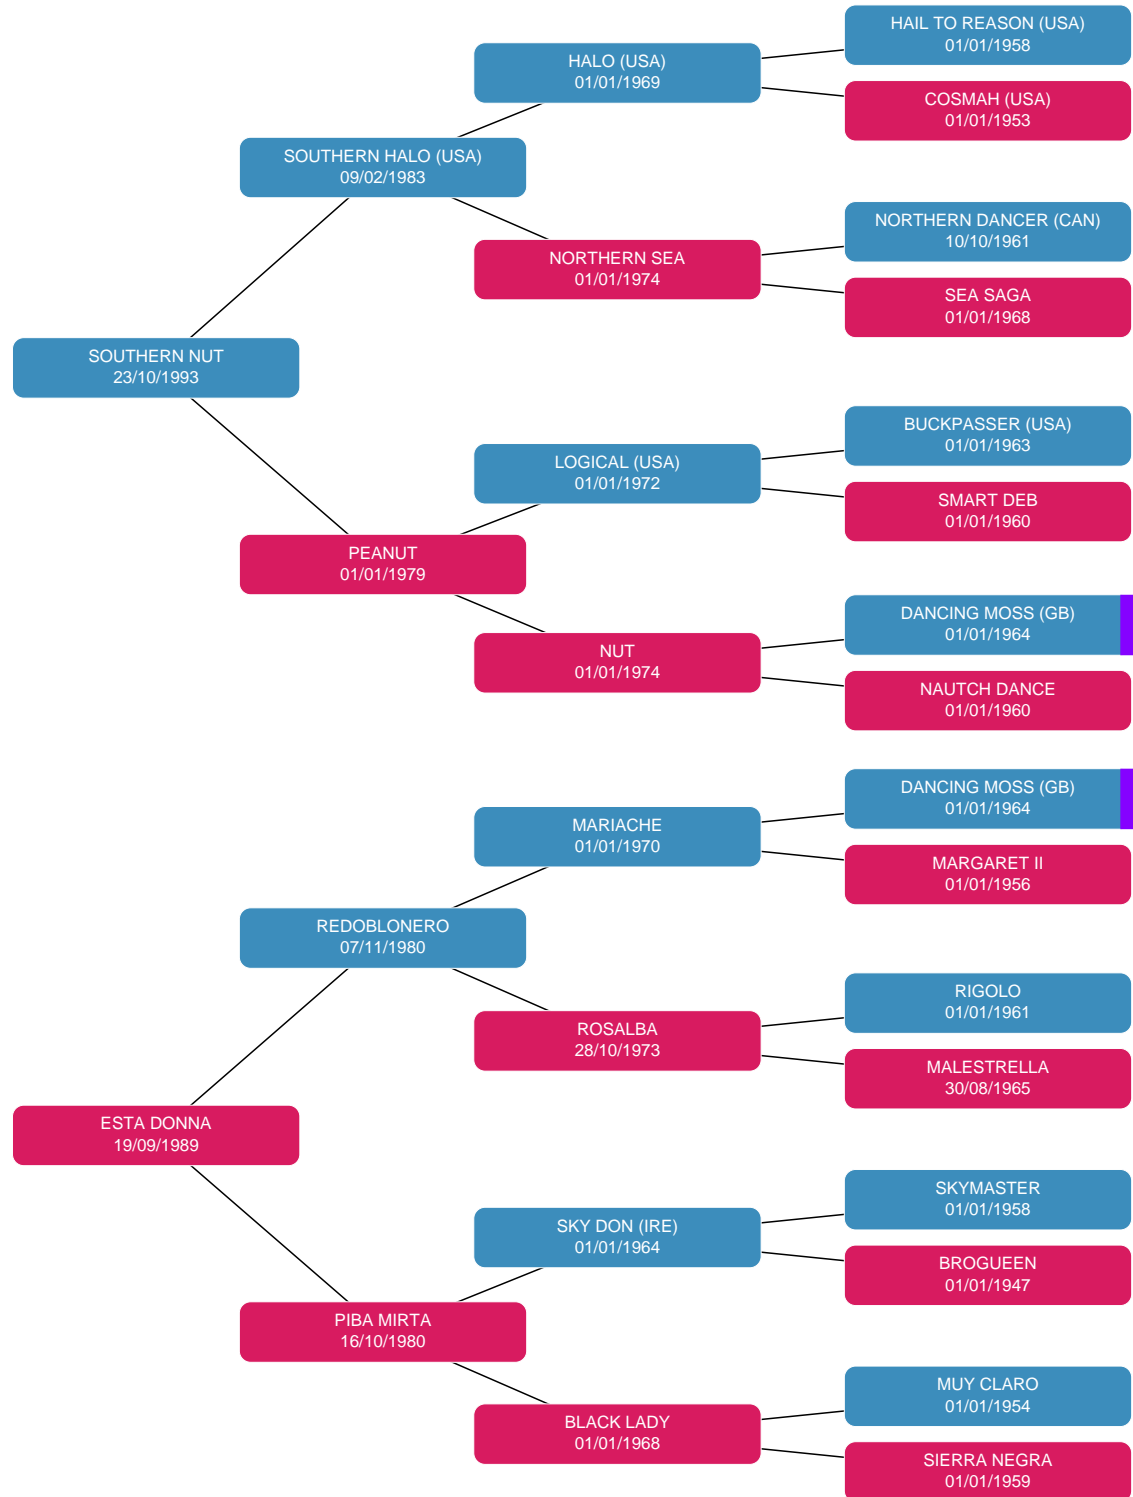 HAIL TO REASON (USA)
01/01/1958
HALO (USA)
01/01/1969
COSMAH (USA)
01/01/1953
SOUTHERN HALO (USA)
09/02/1983
NORTHERN DANCER (CAN)
10/10/1961
NORTHERN SEA
01/01/1974
SEA SAGA
01/01/1968
SOUTHERN NUT
23/10/1993
BUCKPASSER (USA)
01/01/1963
LOGICAL (USA)
01/01/1972
SMART DEB
01/01/1960
PEANUT
01/01/1979
DANCING MOSS (GB)
01/01/1964
NUT
01/01/1974
NAUTCH DANCE
01/01/1960
DANCING MOSS (GB)
01/01/1964
MARIACHE
01/01/1970
MARGARET II
01/01/1956
REDOBLONERO
07/11/1980
RIGOLO
01/01/1961
ROSALBA
28/10/1973
MALESTRELLA
30/08/1965
ESTA DONNA
19/09/1989
SKYMASTER
01/01/1958
SKY DON (IRE)
01/01/1964
BROGUEEN
01/01/1947
PIBA MIRTA
16/10/1980
MUY CLARO
01/01/1954
BLACK LADY
01/01/1968
SIERRA NEGRA
01/01/1959